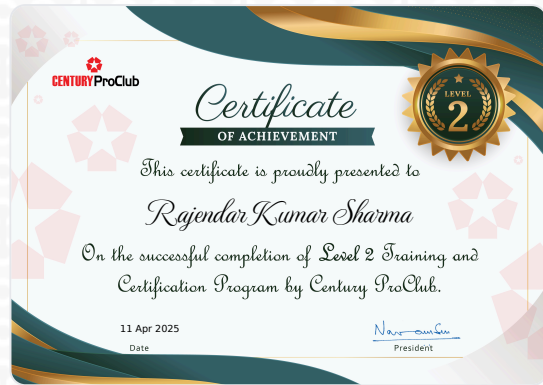 CENTURY ProClub
Certificate
OF ACHIEVEMENT
LEVEL
2
This certificate is proudly presented to
Rajendar Kumar Sharma
On the successful completion of Level 2 Training and
Certification Program by Century ProClub.
11 Apr 2025
Date
President